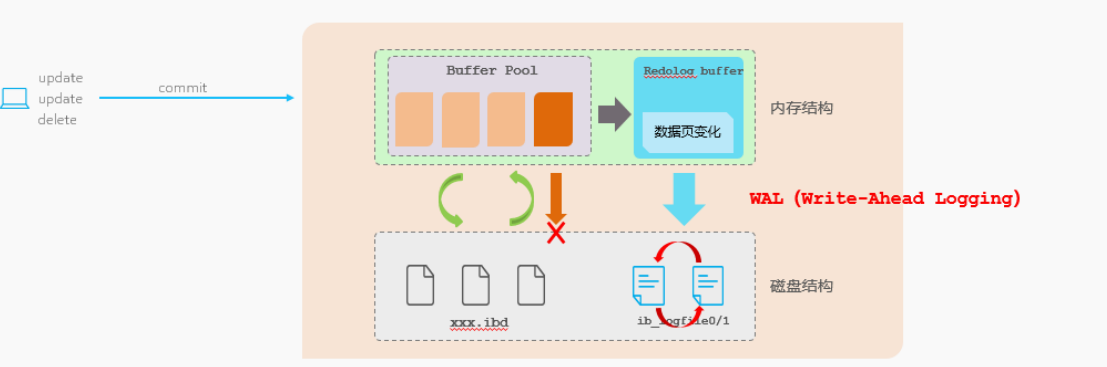 update
update
delete
commit
Buffer Pool
Redolog buffer
数据页变化
内存结构
WAL (Write-Ahead Logging)
xxx.ibd
ib_logfile0/1
磁盘结构